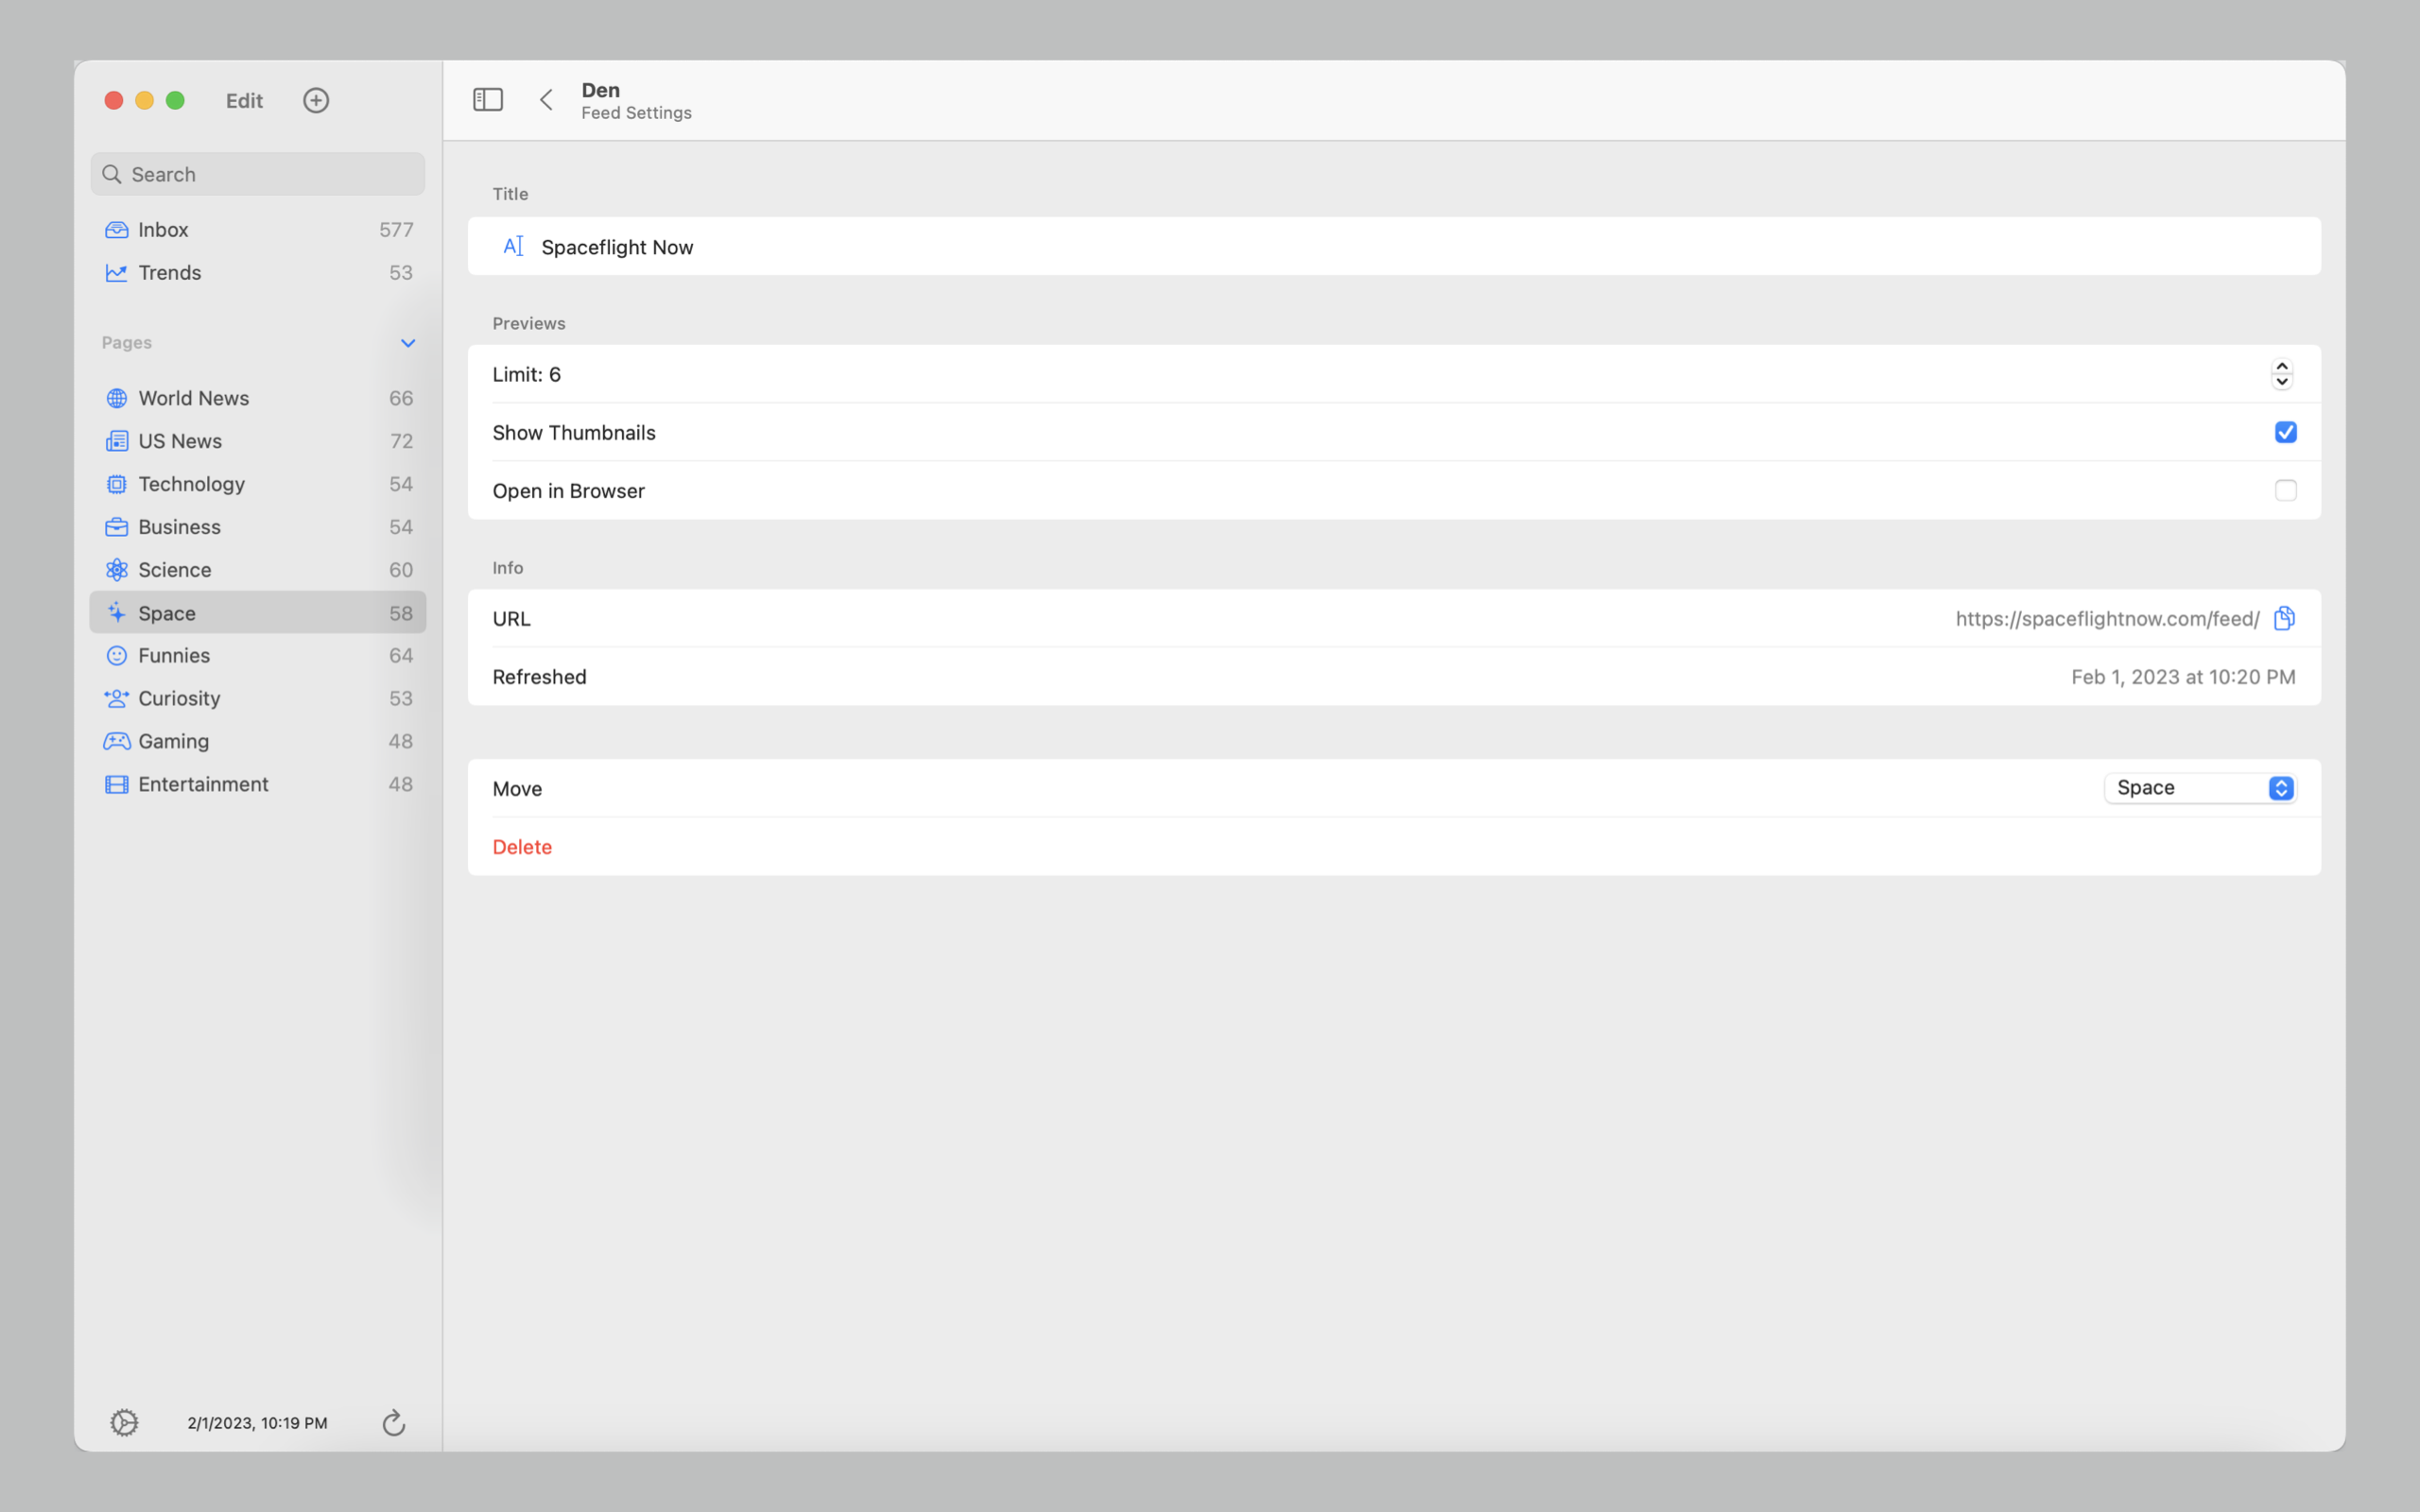 Edit
Search
Inbox 577
Trends 53
Pages
World News 66
US News 72
Technology 54
Business 54
Science 60
Space 58
Funnies 64
Curiosity 53
Gaming 48
Entertainment 48
2/1/2023, 10:19 PM
Den
Feed Settings
Title
Spaceflight Now
Previews
Limit: 6
Show Thumbnails
Open in Browser
Info
URL https://spaceflightnow.com/feed/
Refreshed Feb 1, 2023 at 10:20 PM
Move Space
Delete